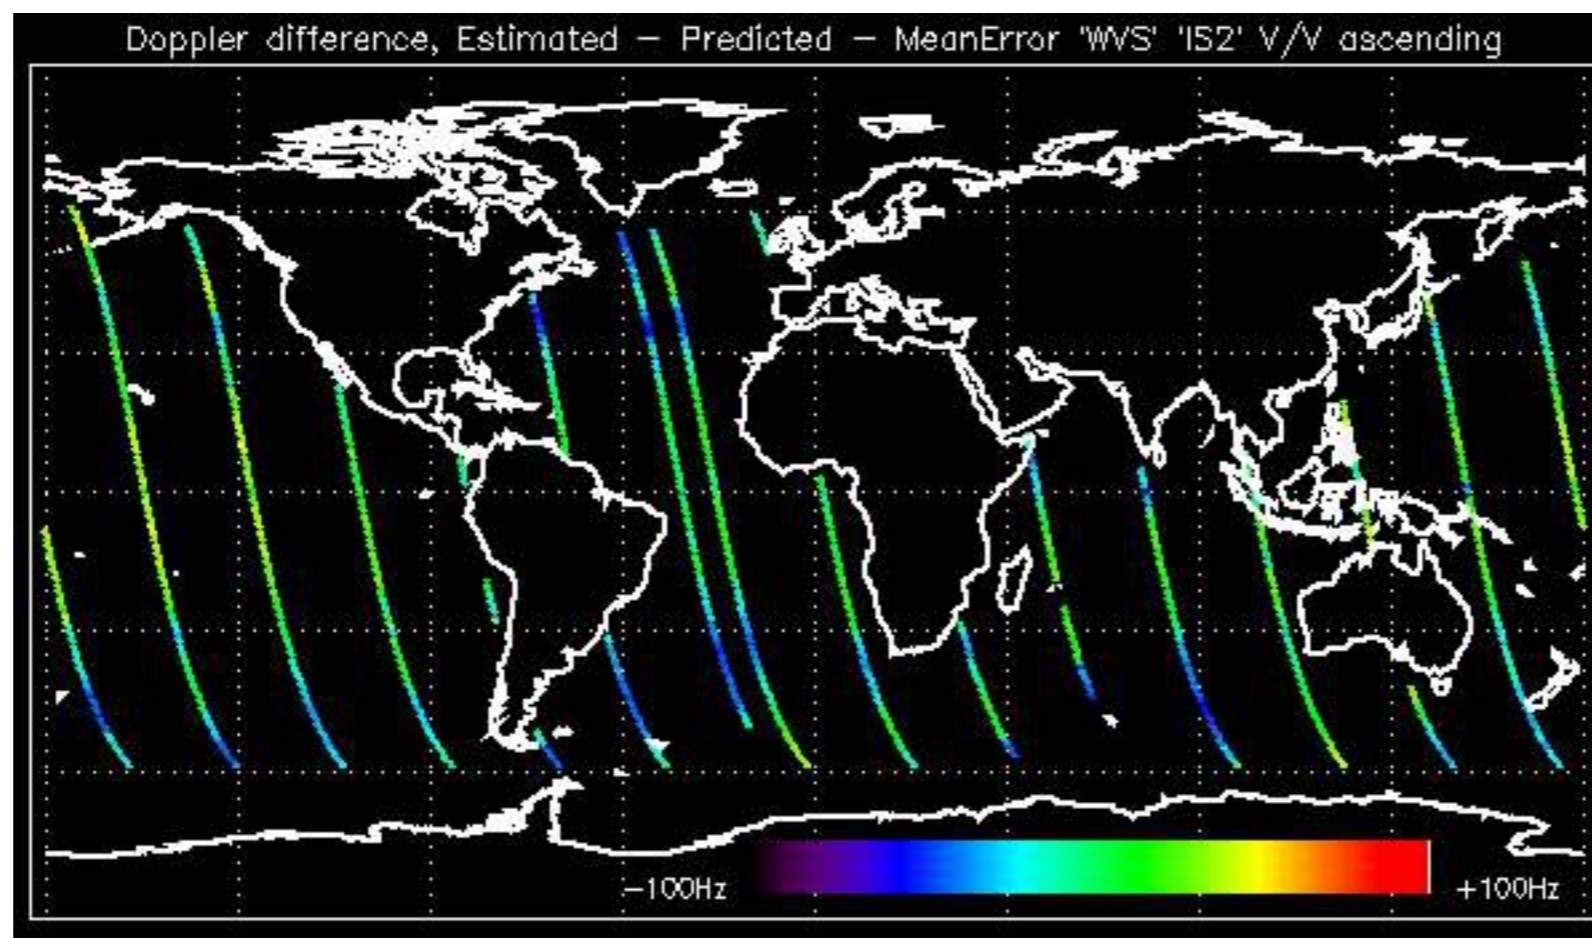 Doppler difference, Estimated – Predicted – MeanError 'WVS' 'IS2' V/V ascending
−100Hz +100Hz